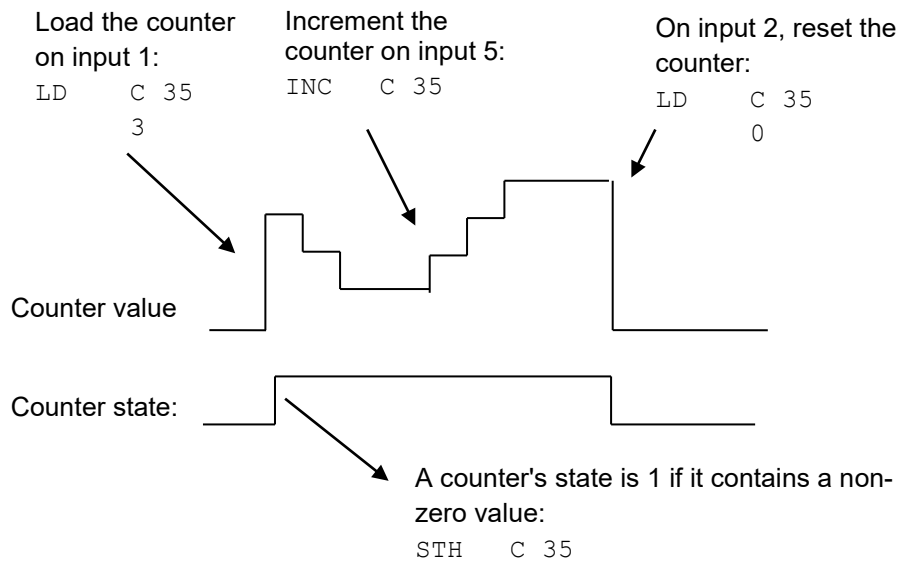 Load the counter
on input 1:
LD C 35
3
Increment the
counter on input 5:
INC C 35
On input 2, reset the
counter:
LD C 35
0
Counter value
Counter state:
A counter's state is 1 if it contains a non-
zero value:
STH C 35